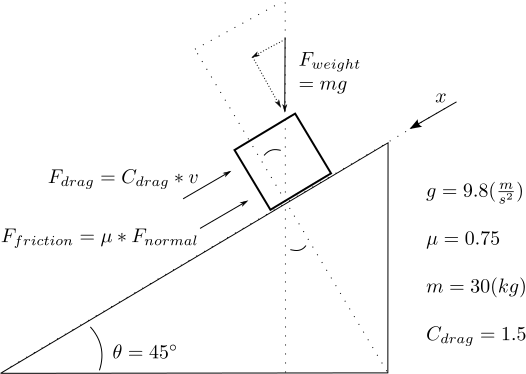 F_{weight}
= mg
x
F_{drag} = C_{drag} * v
g = 9.8(\frac{m}{s^2})
F_{friction} = \mu * F_{normal}
\mu = 0.75
m = 30(kg)
C_{drag} = 1.5
\theta = 45°